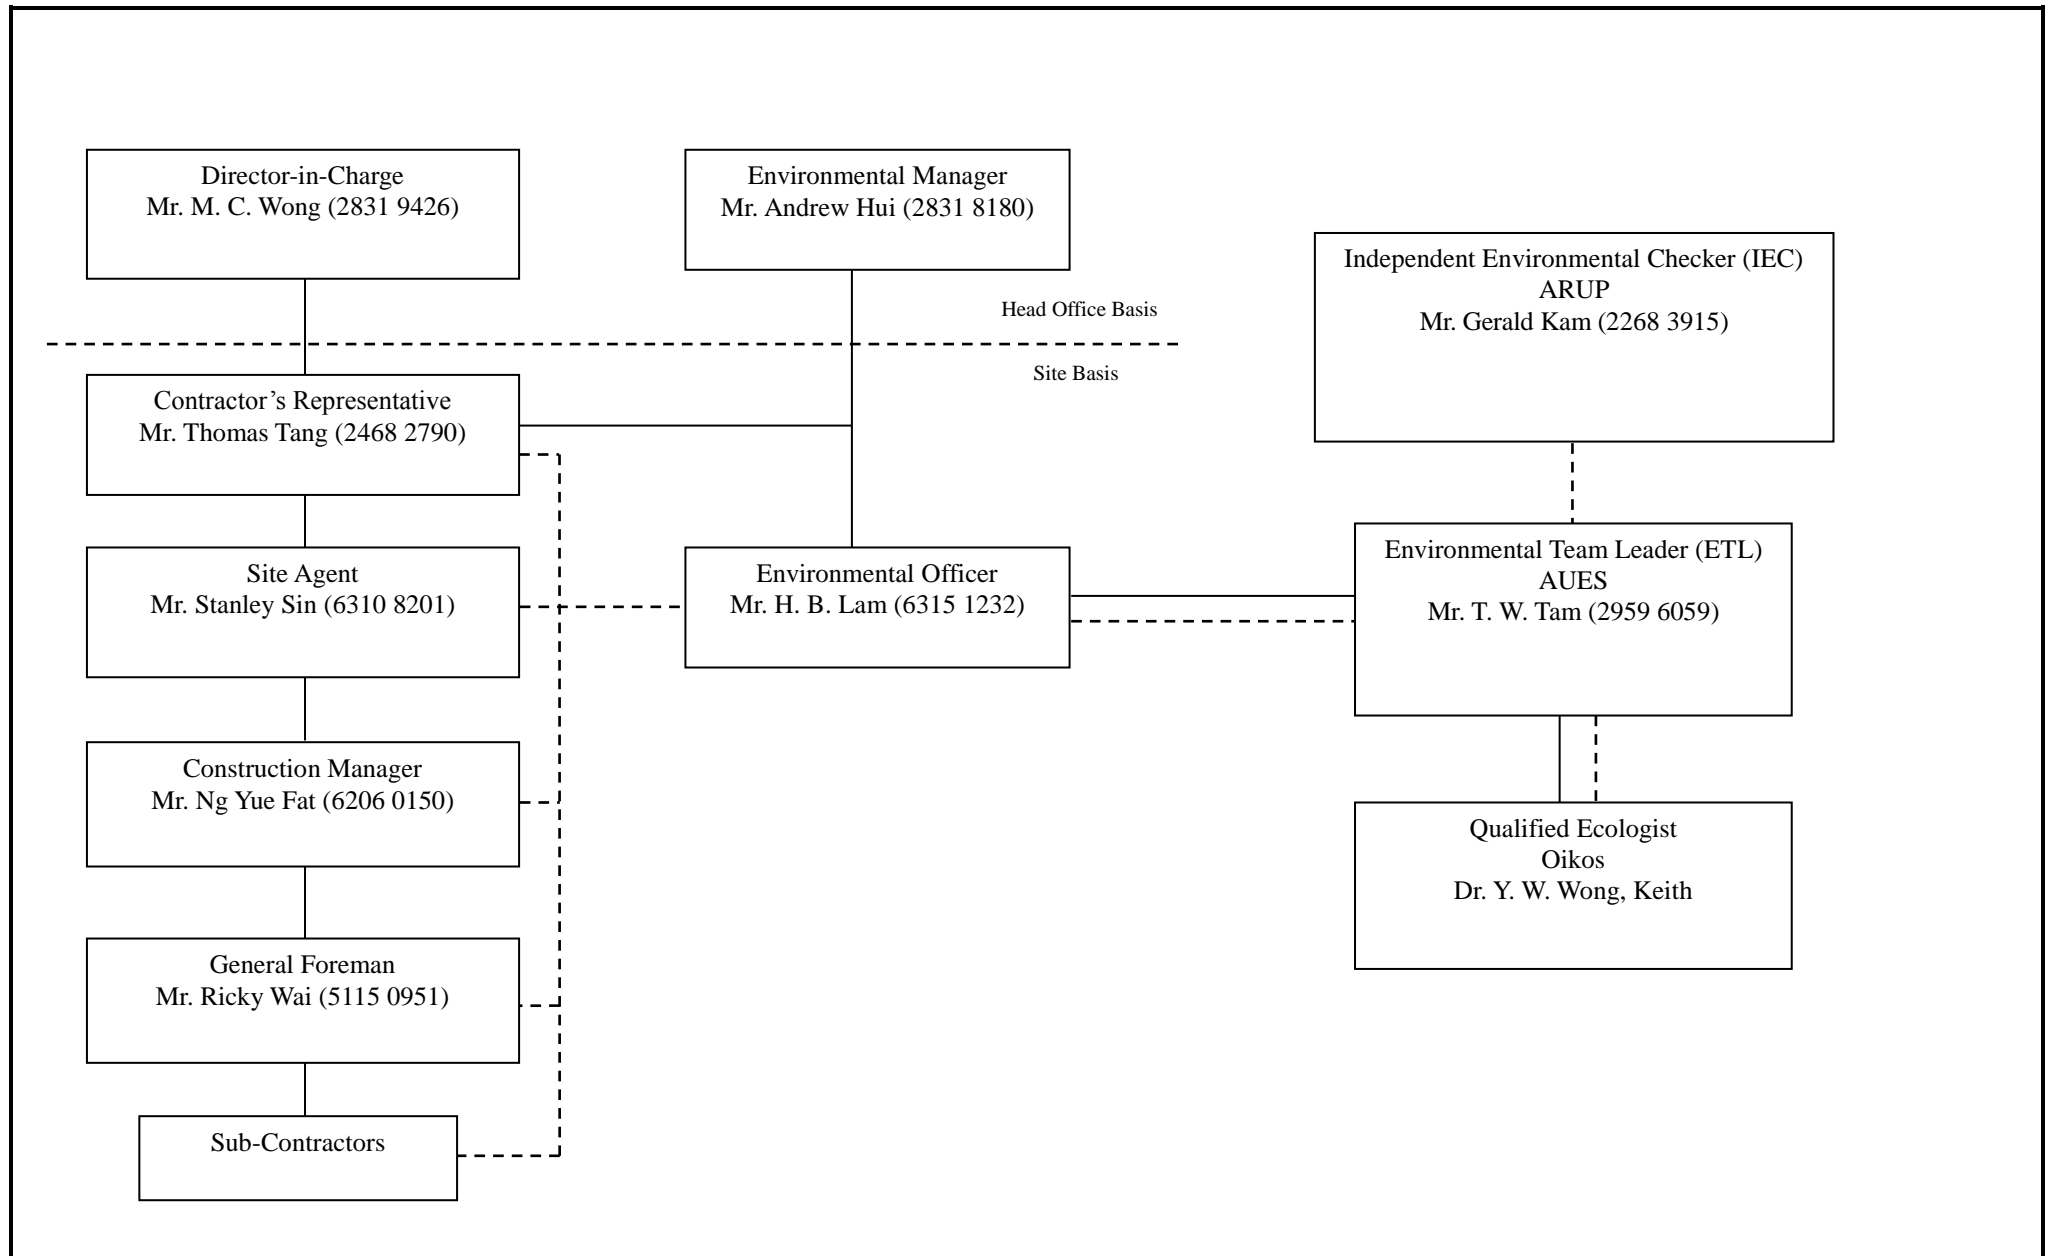 Director-in-Charge
Mr. M. C. Wong (2831 9426)
Environmental Manager
Mr. Andrew Hui (2831 8180)
Independent Environmental Checker (IEC)
ARUP
Mr. Gerald Kam (2268 3915)
Head Office Basis
Site Basis
Contractor’s Representative
Mr. Thomas Tang (2468 2790)
Site Agent
Mr. Stanley Sin (6310 8201)
Environmental Officer
Mr. H. B. Lam (6315 1232)
Environmental Team Leader (ETL)
AUES
Mr. T. W. Tam (2959 6059)
Construction Manager
Mr. Ng Yue Fat (6206 0150)
Qualified Ecologist
Oikos
Dr. Y. W. Wong, Keith
General Foreman
Mr. Ricky Wai (5115 0951)
Sub-Contractors